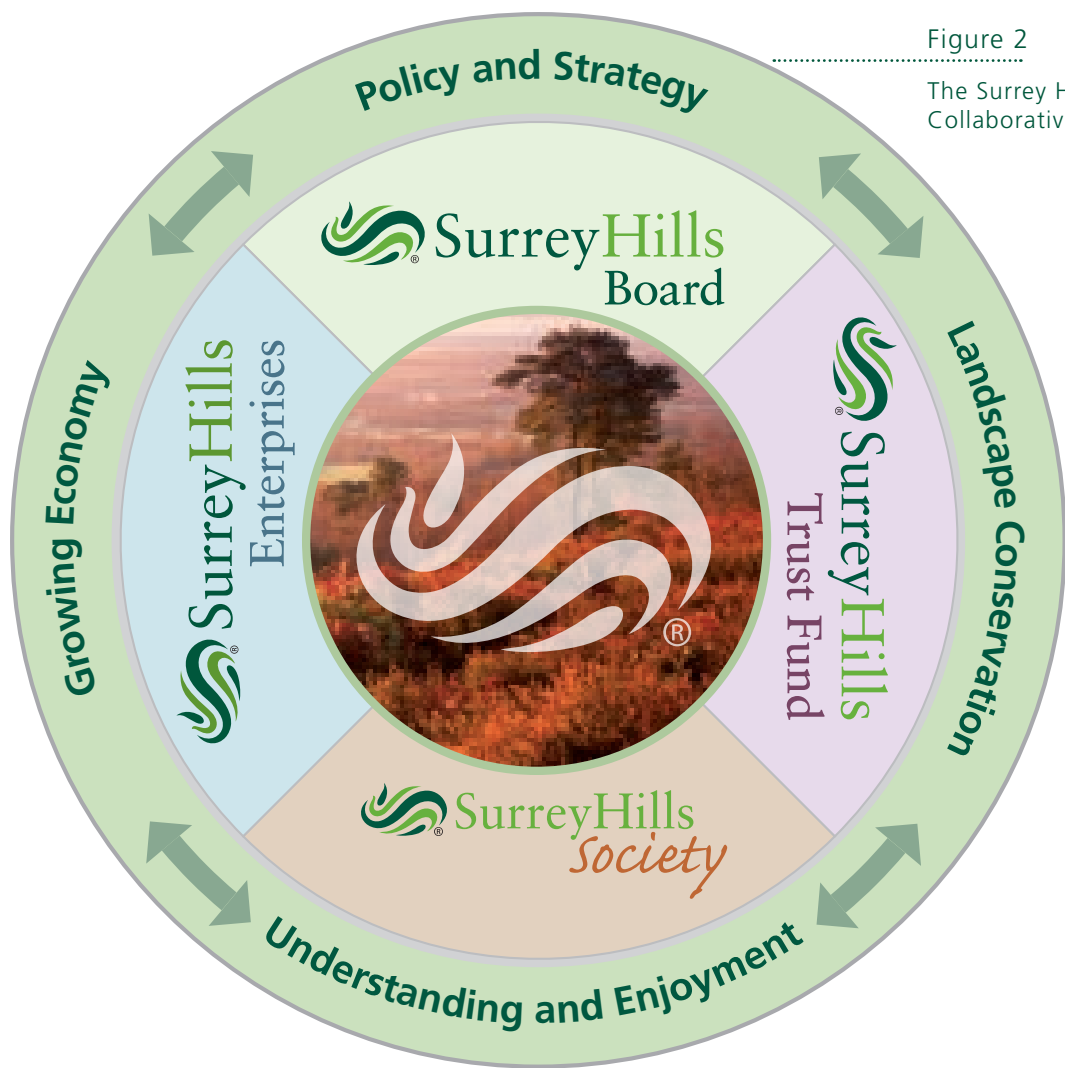 Figure 2
The Surrey H
Collaborativ
Policy and Strategy
SurreyHills
Board
®
Landscape Conservation
SurreyHills
Trust Fund
®
Understanding and Enjoyment
SurreyHills
Society
®
Growing Economy
SurreyHills
Enterprises
®
®